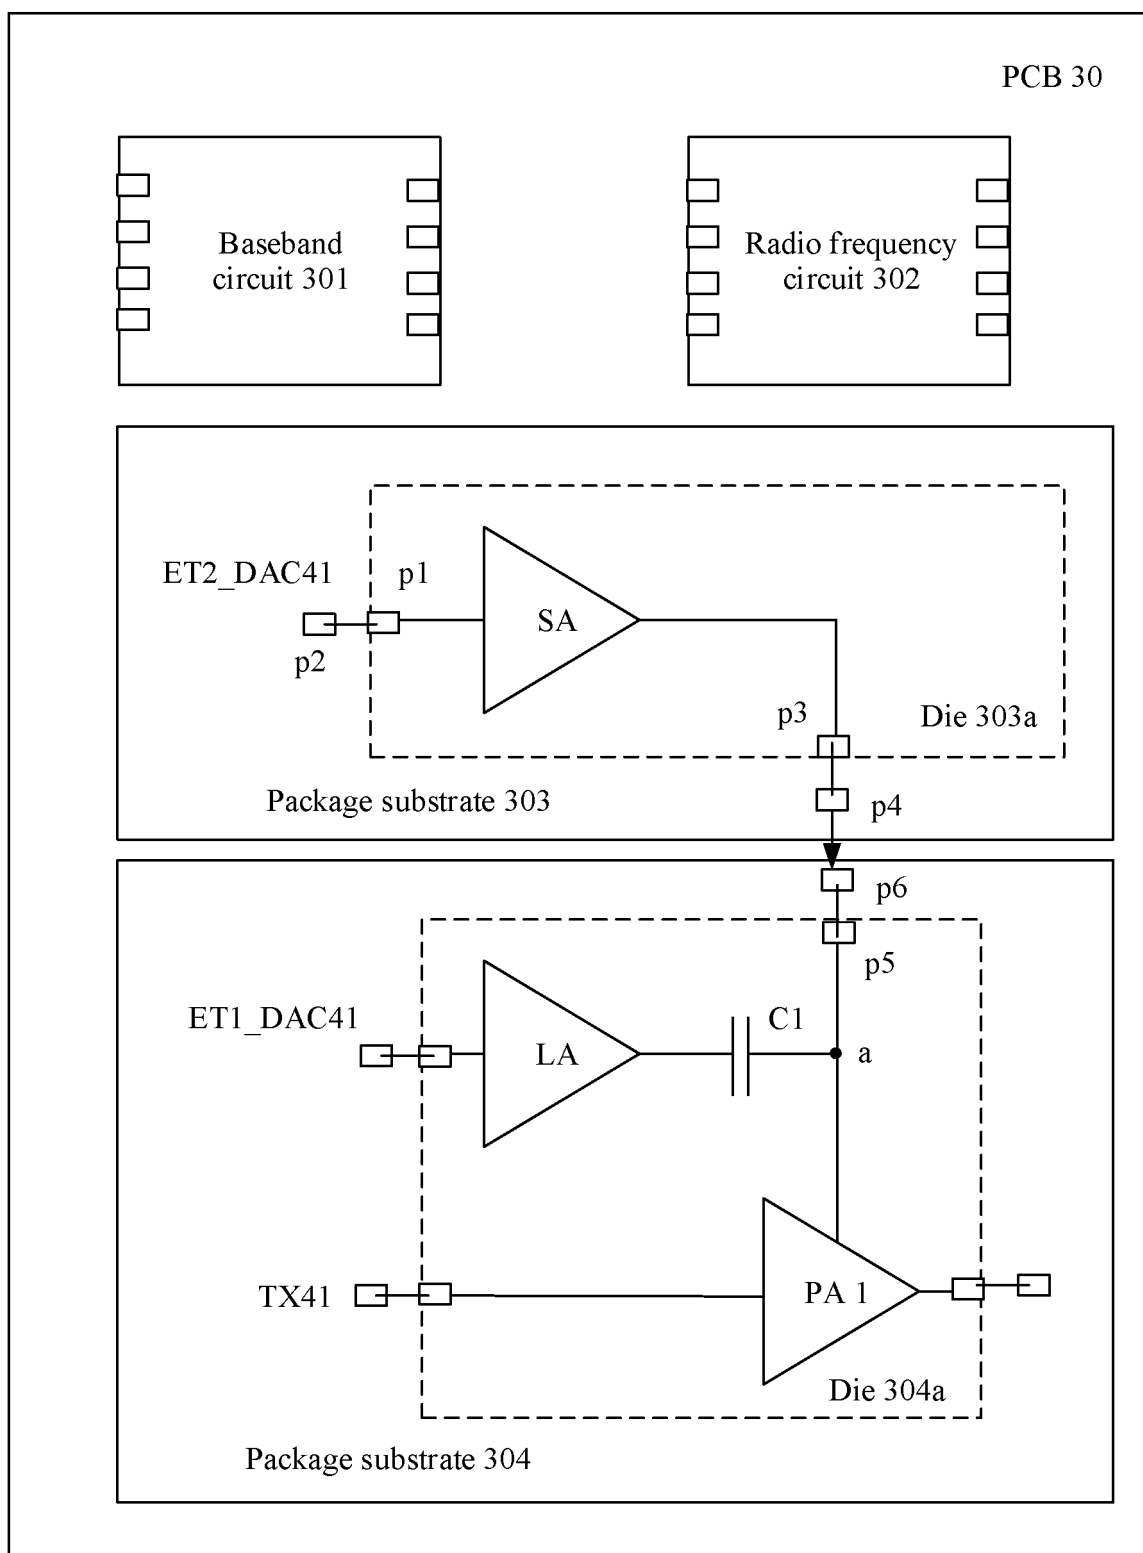 PCB 30
Baseband
circuit 301
Radio frequency
circuit 302
ET2_DAC41
p1
SA
p2
p3
Die 303a
Package substrate 303
p4
p6
p5
ET1_DAC41
LA
C1
a
TX41
PA 1
Die 304a
Package substrate 304